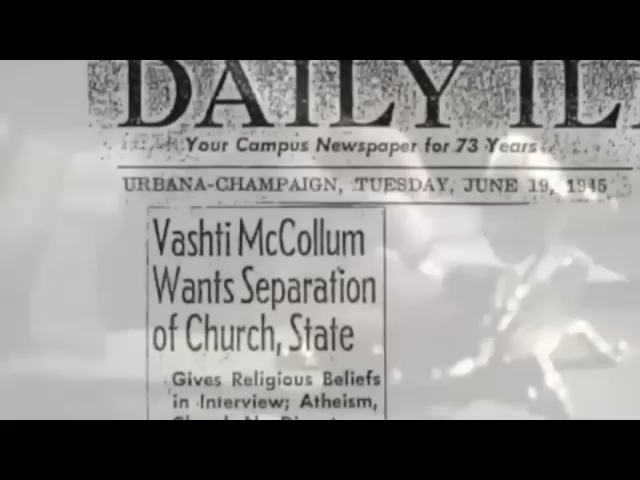 DAILY IL
Your Campus Newspaper for 73 Years
URBANA-CHAMPAIGN, TUESDAY, JUNE 19, 1945
Vashti McCollum
Wants Separation
of Church, State
Gives Religious Beliefs
in Interview; Atheism,